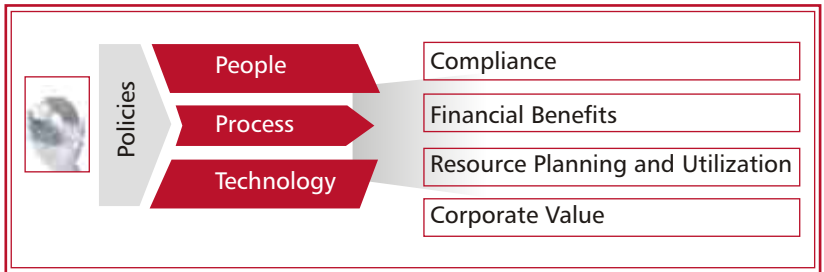 Policies
People
Process
Technology
Compliance
Financial Benefits
Resource Planning and Utilization
Corporate Value